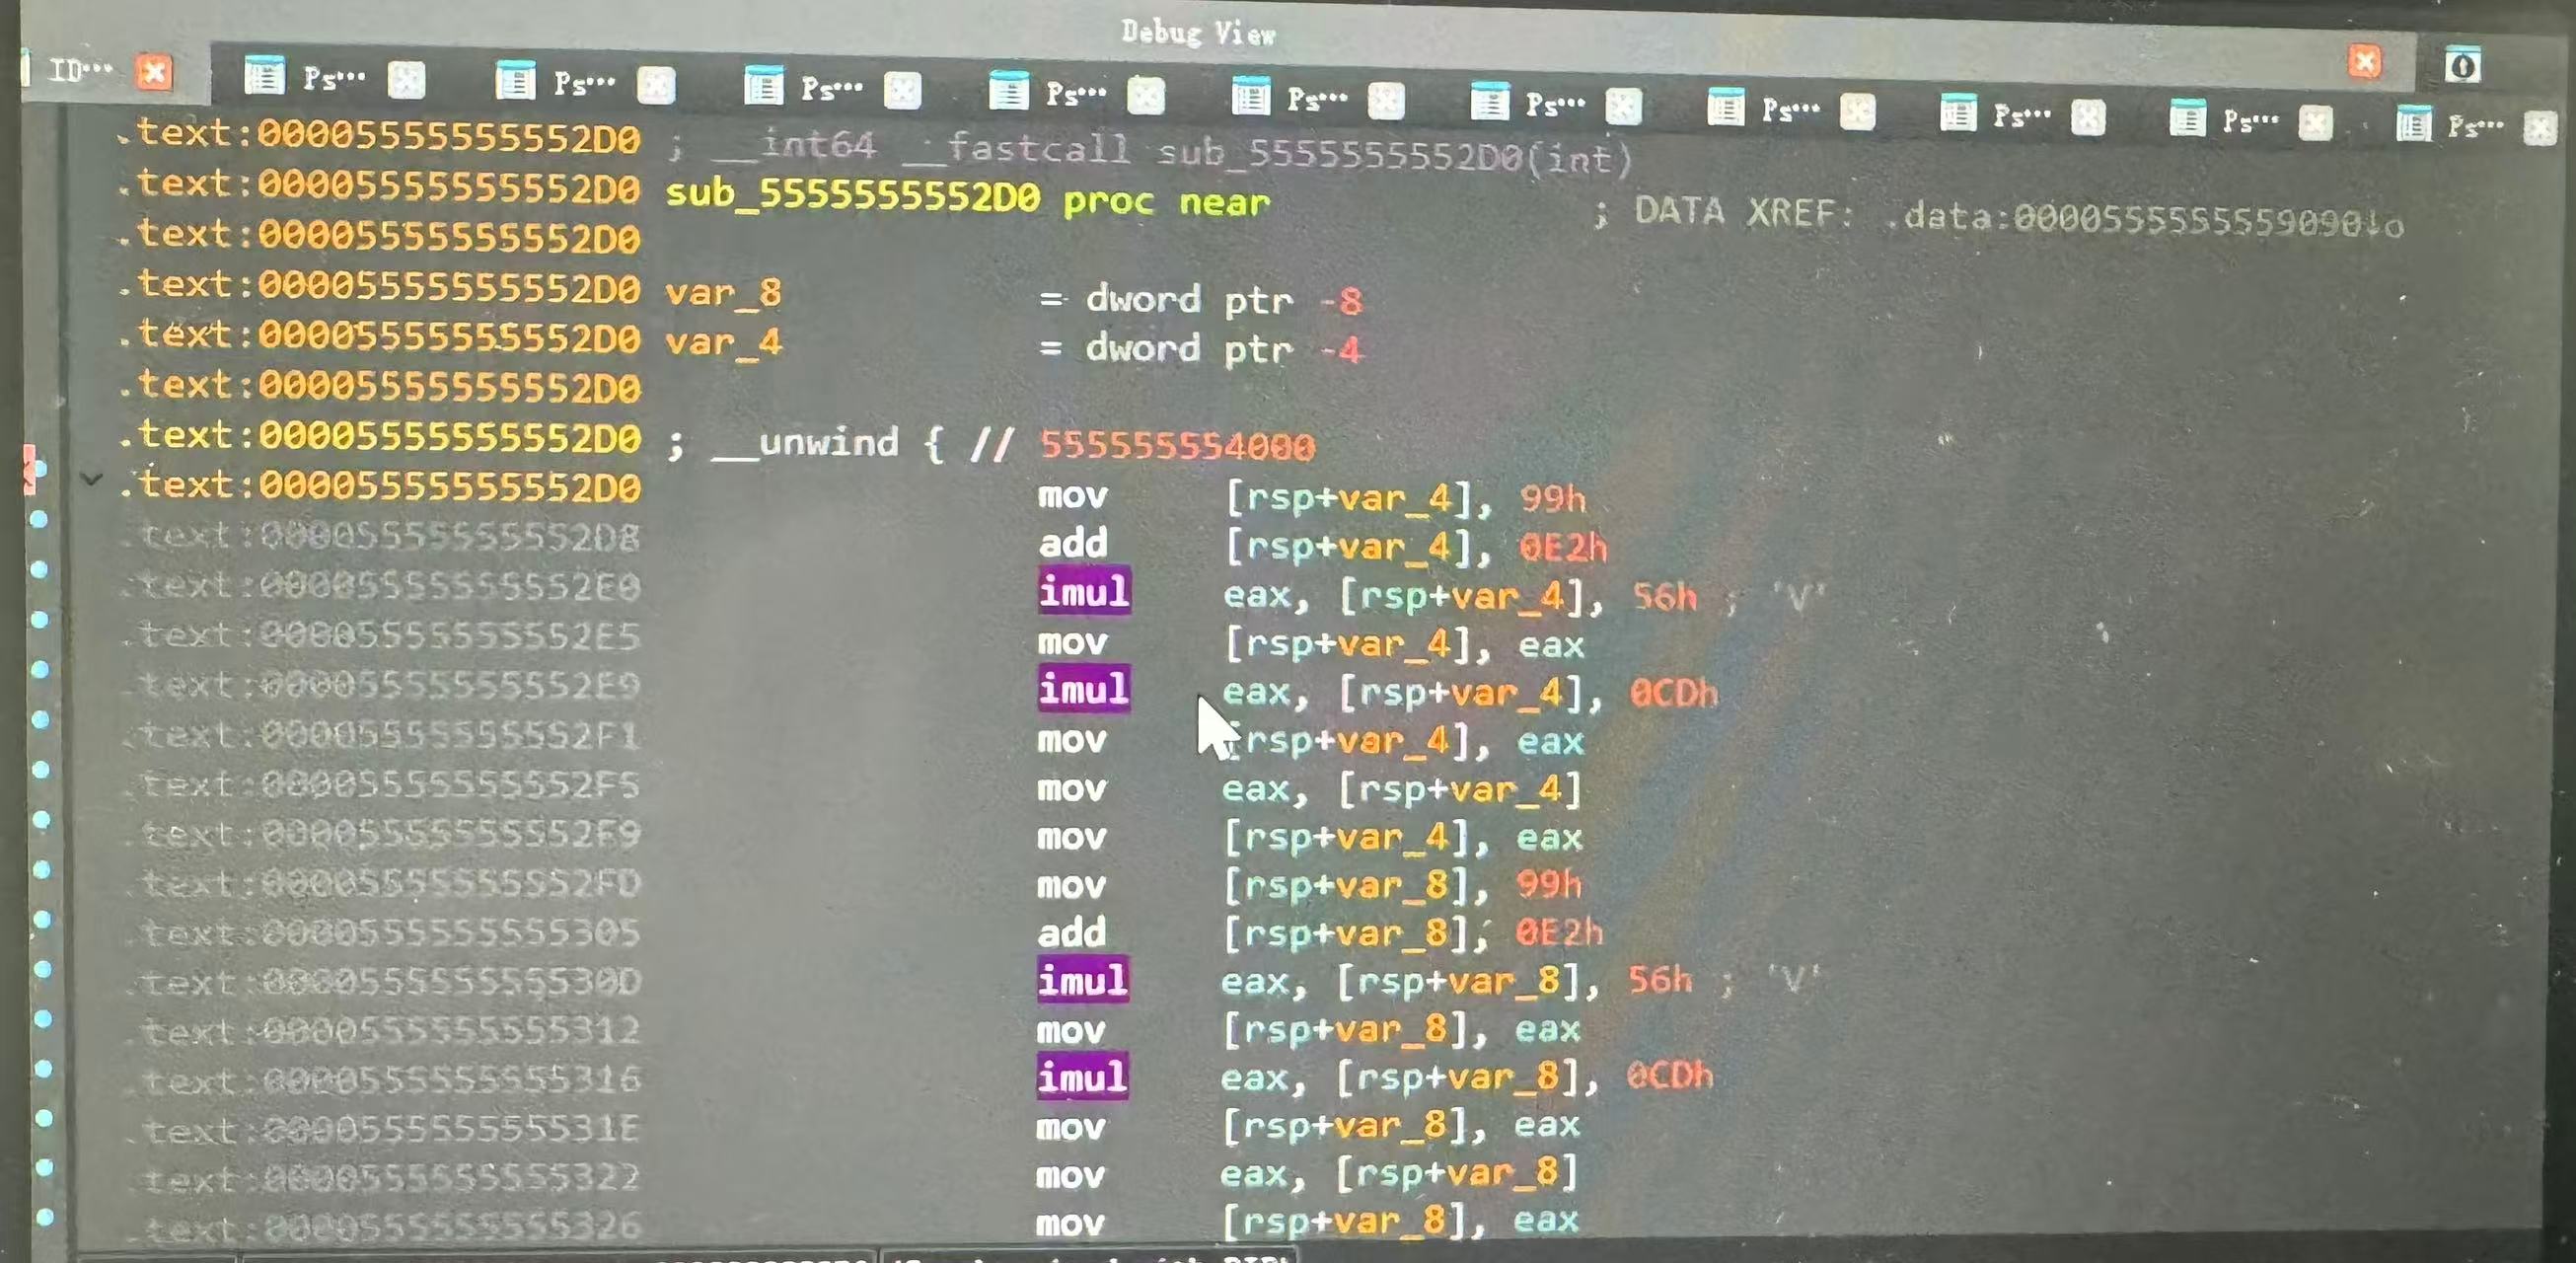 Debug View
ID… Ps… Ps… Ps… Ps… Ps… Ps… Ps… Ps… Ps… Ps…
.text:00005555555552D0 ; __int64 __fastcall sub_5555555552D0(int)
.text:00005555555552D0 sub_5555555552D0 proc near ; DATA XREF: .data:0000555555559090↓o
.text:00005555555552D0
.text:00005555555552D0 var_8 = dword ptr -8
.text:00005555555552D0 var_4 = dword ptr -4
.text:00005555555552D0
.text:00005555555552D0 ; __unwind { // 555555554000
.text:00005555555552D0 mov [rsp+var_4], 99h
.text:00005555555552D8 add [rsp+var_4], 0E2h
.text:00005555555552E0 imul eax, [rsp+var_4], 56h ; 'V'
.text:00005555555552E5 mov [rsp+var_4], eax
.text:00005555555552E9 imul eax, [rsp+var_4], 0CDh
.text:00005555555552F1 mov [rsp+var_4], eax
.text:00005555555552F5 mov eax, [rsp+var_4]
.text:00005555555552F9 mov [rsp+var_4], eax
.text:00005555555552FD mov [rsp+var_8], 99h
.text:0000555555555305 add [rsp+var_8], 0E2h
.text:000055555555530D imul eax, [rsp+var_8], 56h ; 'V'
.text:0000555555555312 mov [rsp+var_8], eax
.text:0000555555555316 imul eax, [rsp+var_8], 0CDh
.text:000055555555531E mov [rsp+var_8], eax
.text:0000555555555322 mov eax, [rsp+var_8]
.text:0000555555555326 mov [rsp+var_8], eax